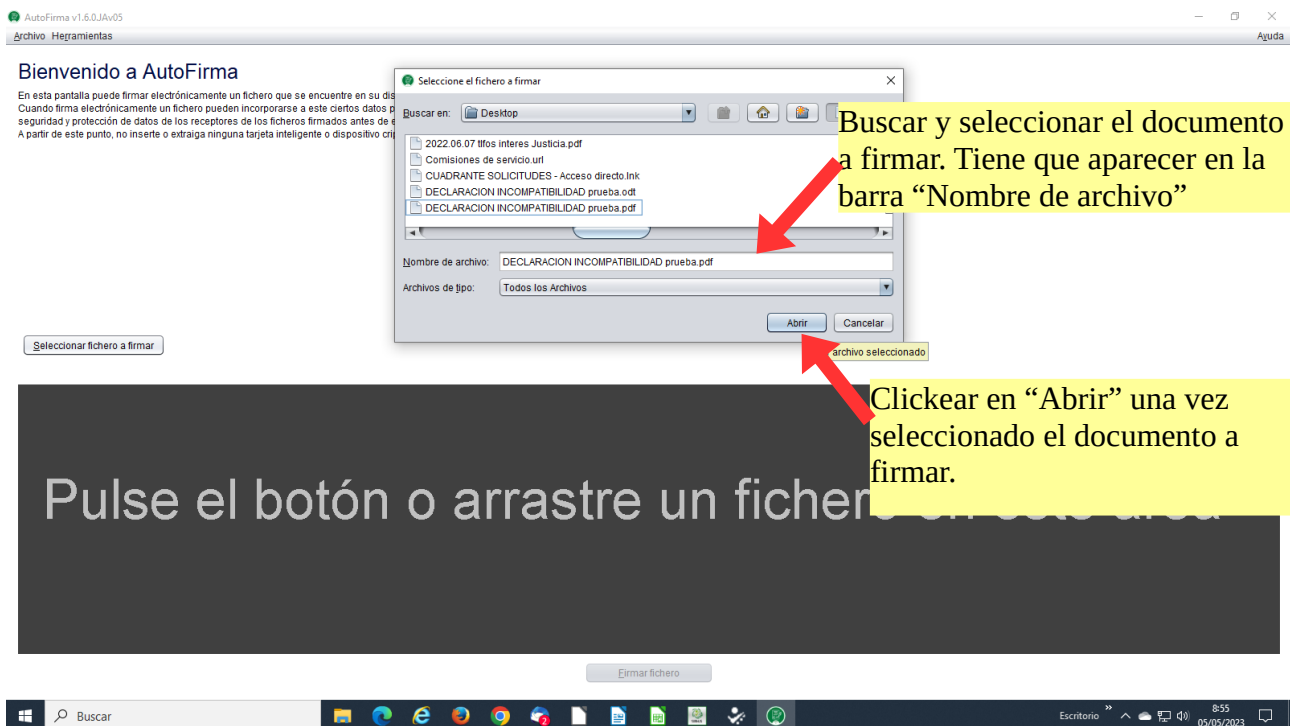 AutoFirma v1.6.0.JAv05
Archivo Herramientas
Ayuda
Bienvenido a AutoFirma
En esta pantalla puede firmar electrónicamente un fichero que se encuentre en su dis
Cuando firma electrónicamente un fichero pueden incorporarse a este ciertos datos p
seguridad y protección de datos de los receptores de los ficheros firmados antes de
A partir de este punto, no inserte o extraiga ninguna tarjeta inteligente o dispositivo cri
Seleccione el fichero a firmar
Buscar en: Desktop
2022.06.07 tlfos interes Justicia.pdf
Comisiones de servicio.url
CUADRANTE SOLICITUDES - Acceso directo.lnk
DECLARACION INCOMPATIBILIDAD prueba.odt
DECLARACION INCOMPATIBILIDAD prueba.pdf
Nombre de archivo: DECLARACION INCOMPATIBILIDAD prueba.pdf
Archivos de tipo: Todos los Archivos
Abrir Cancelar
archivo seleccionado
Buscar y seleccionar el documento
a firmar. Tiene que aparecer en la
barra “Nombre de archivo”
Seleccionar fichero a firmar
Clickear en “Abrir” una vez
seleccionado el documento a
firmar.
Pulse el botón o arrastre un fichero en este área
Firmar fichero
Buscar
Escritorio
8:55
05/05/2023